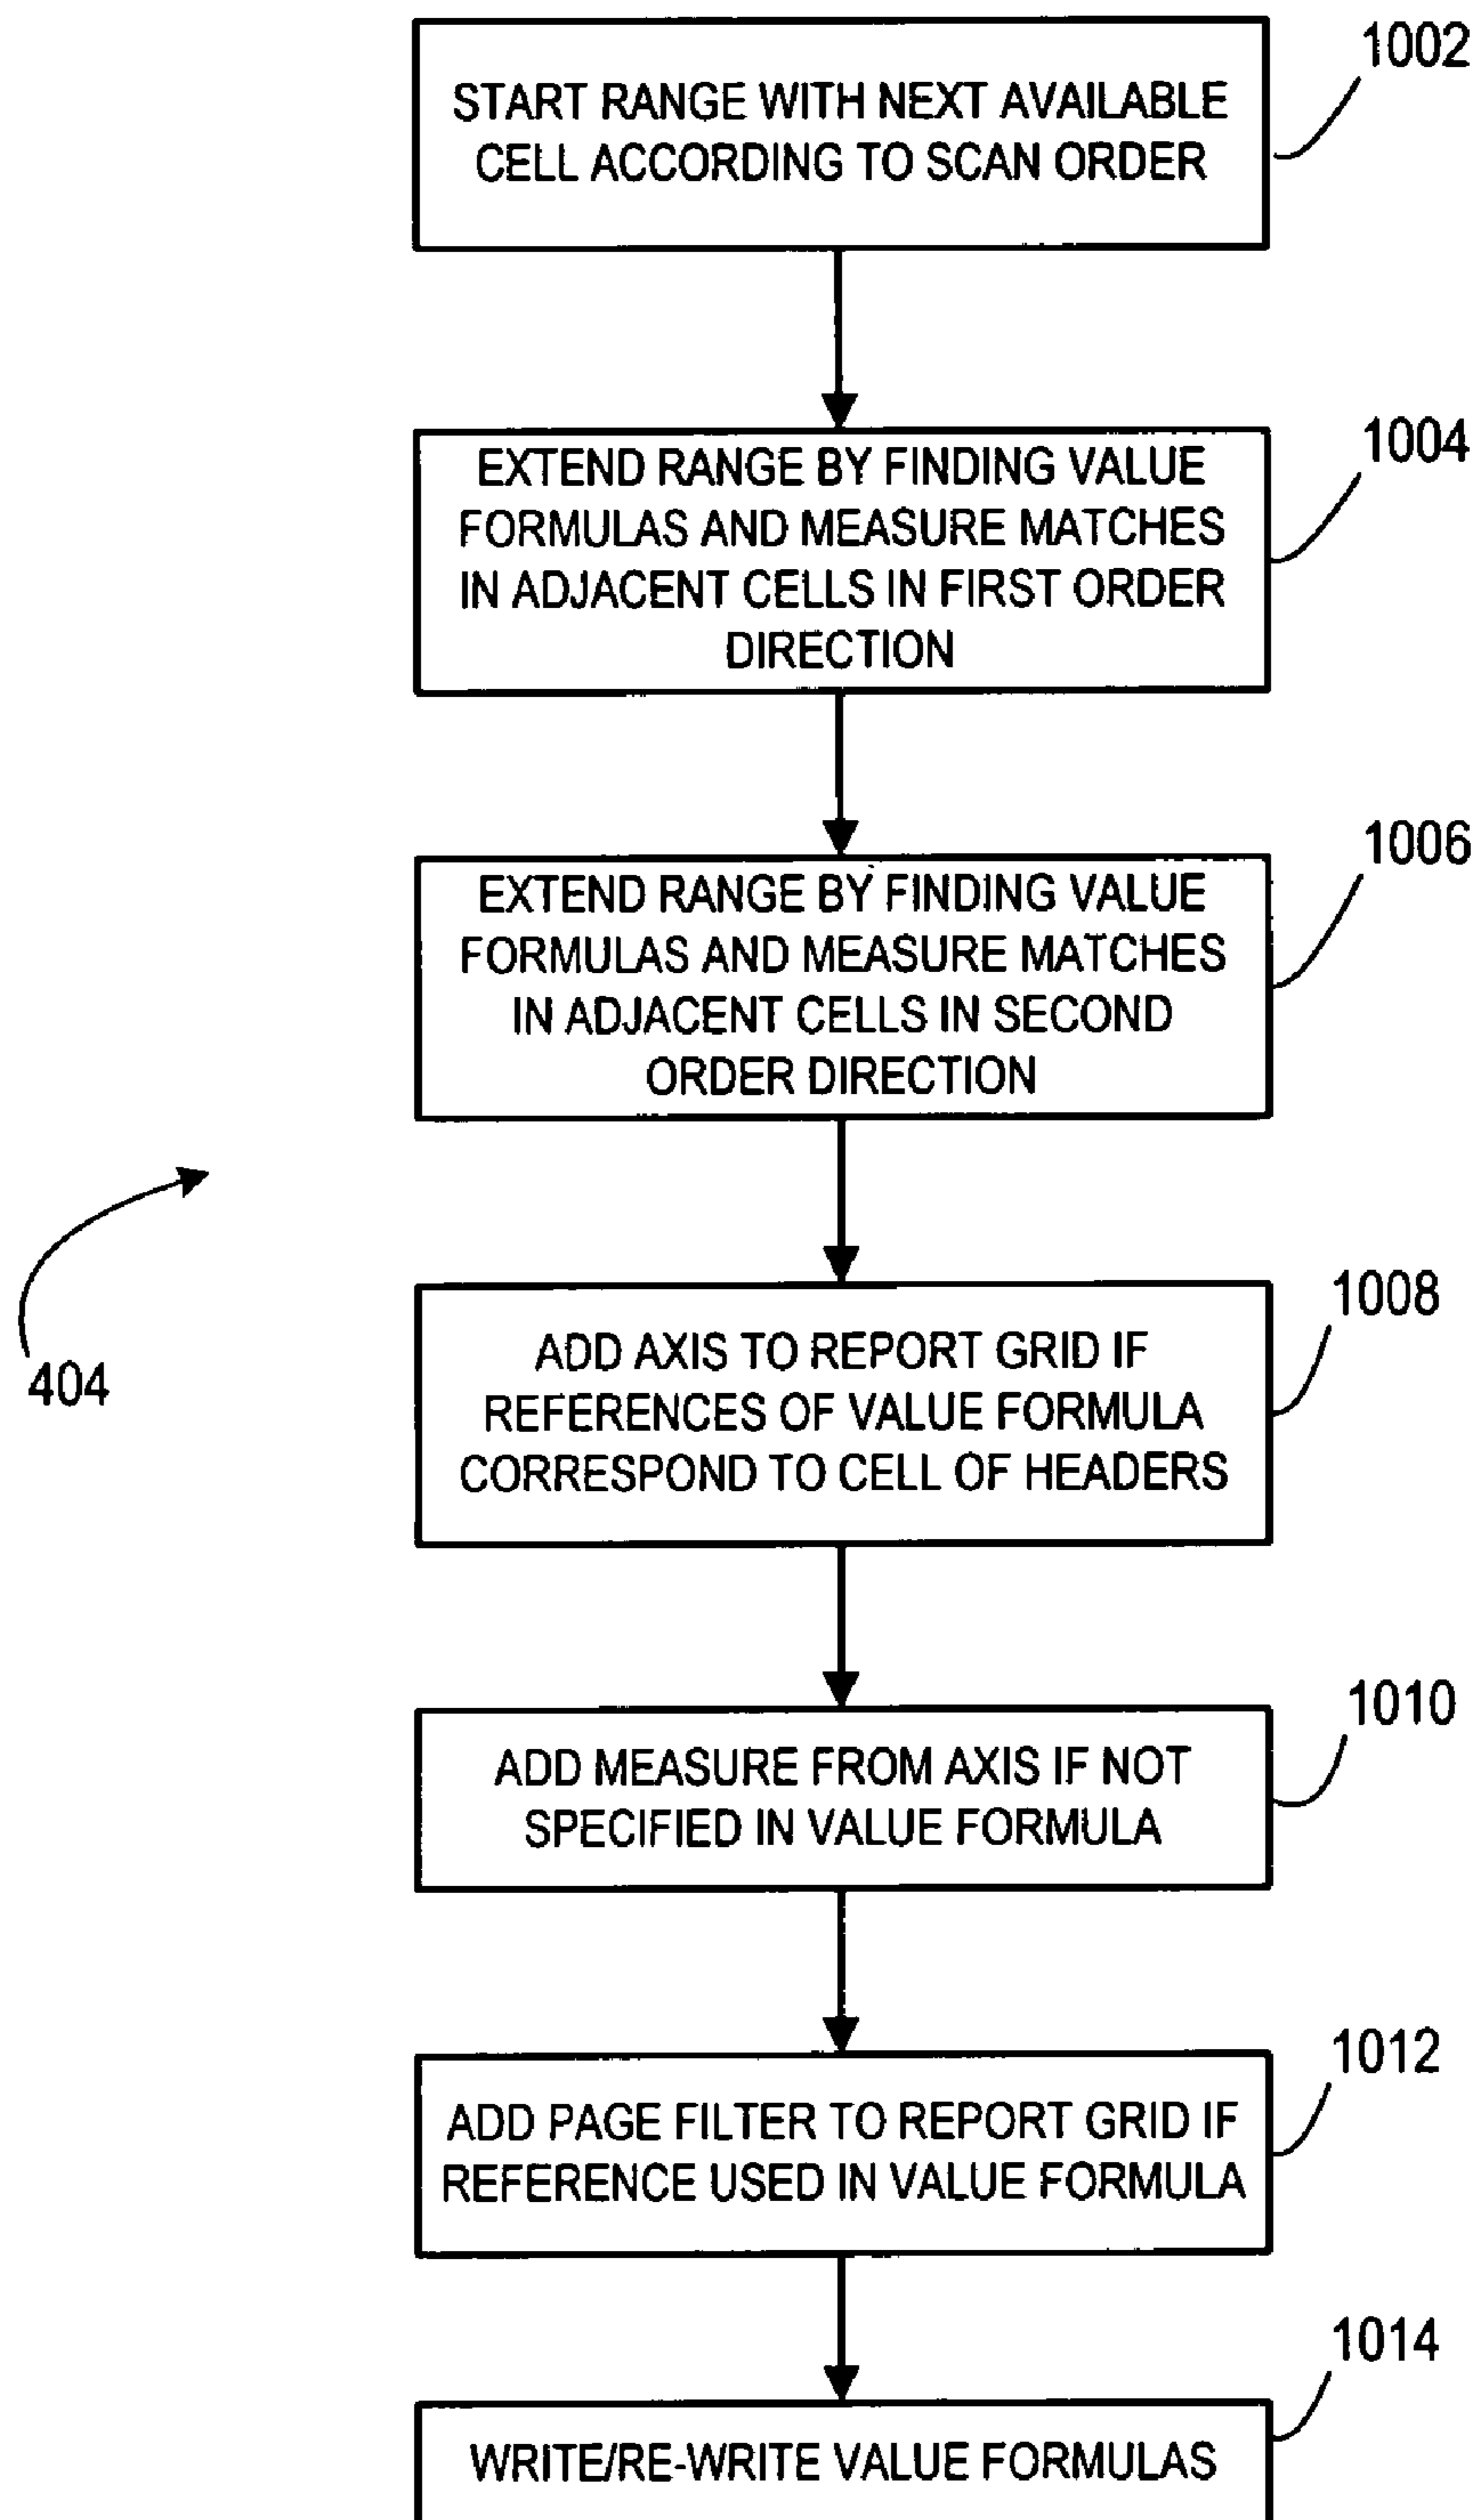 1002
START RANGE WITH NEXT AVAILABLE
CELL ACCORDING TO SCAN ORDER
1004
EXTEND RANGE BY FINDING VALUE
FORMULAS AND MEASURE MATCHES
IN ADJACENT CELLS IN FIRST ORDER
DIRECTION
1006
EXTEND RANGE BY FINDING VALUE
FORMULAS AND MEASURE MATCHES
IN ADJACENT CELLS IN SECOND
ORDER DIRECTION
404
1008
ADD AXIS TO REPORT GRID IF
REFERENCES OF VALUE FORMULA
CORRESPOND TO CELL OF HEADERS
1010
ADD MEASURE FROM AXIS IF NOT
SPECIFIED IN VALUE FORMULA
1012
ADD PAGE FILTER TO REPORT GRID IF
REFERENCE USED IN VALUE FORMULA
1014
WRITE/RE-WRITE VALUE FORMULAS